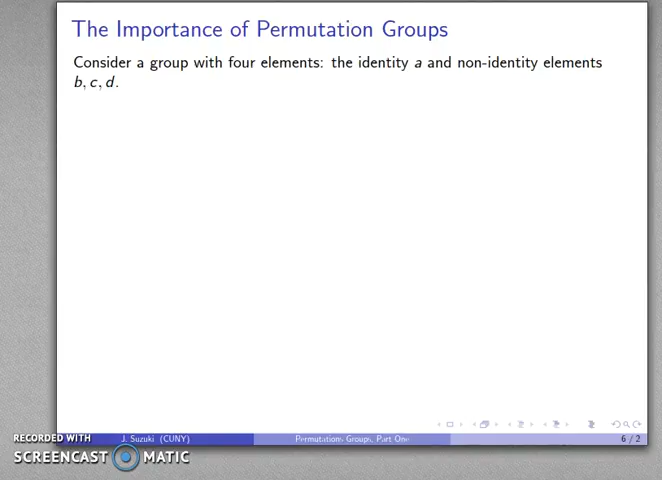 The Importance of Permutation Groups
Consider a group with four elements: the identity a and non-identity elements
b, c, d.
RECORDED WITH
SCREENCAST MATIC
J. Suzuki (CUNY)
Permutations Groups, Part One
6 / 2